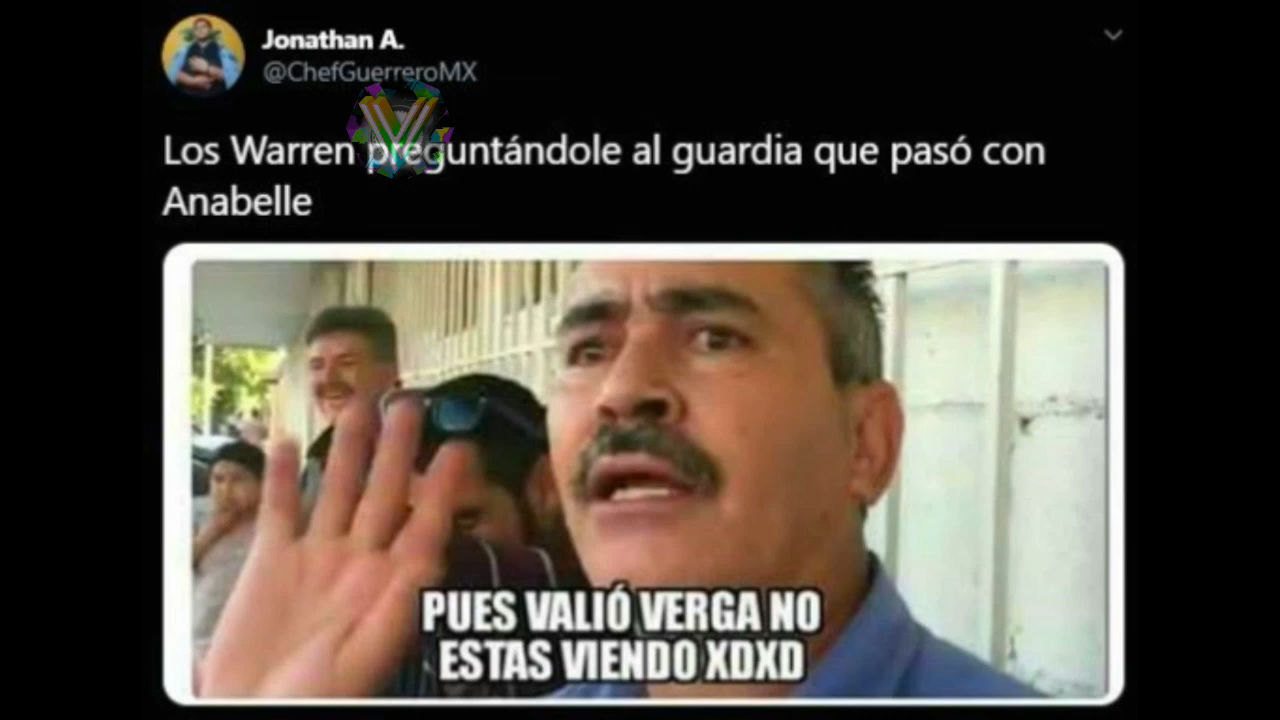 Jonathan A.
@ChefGuerreroMX
Los Warren preguntándole al guardia que pasó con
Anabelle
PUES VALIÓ VERGA NO
ESTAS VIENDO XDXD